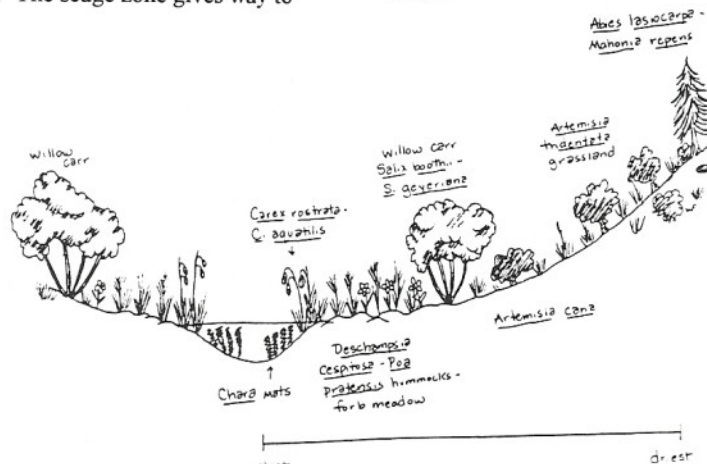 The sedge zone gives way to
Abies lasiocarpa -
Mahonia repens
Artemisia
tridentata
grassland
Willow
carr
Willow carr
Salix boothii -
S. geyeriana
Carex rostrata -
C. aquatilis
Artemisia cana
Deschampsia
Cespitosa - Poa
Pratensis hummocks -
forb meadow
Chara mats
driest